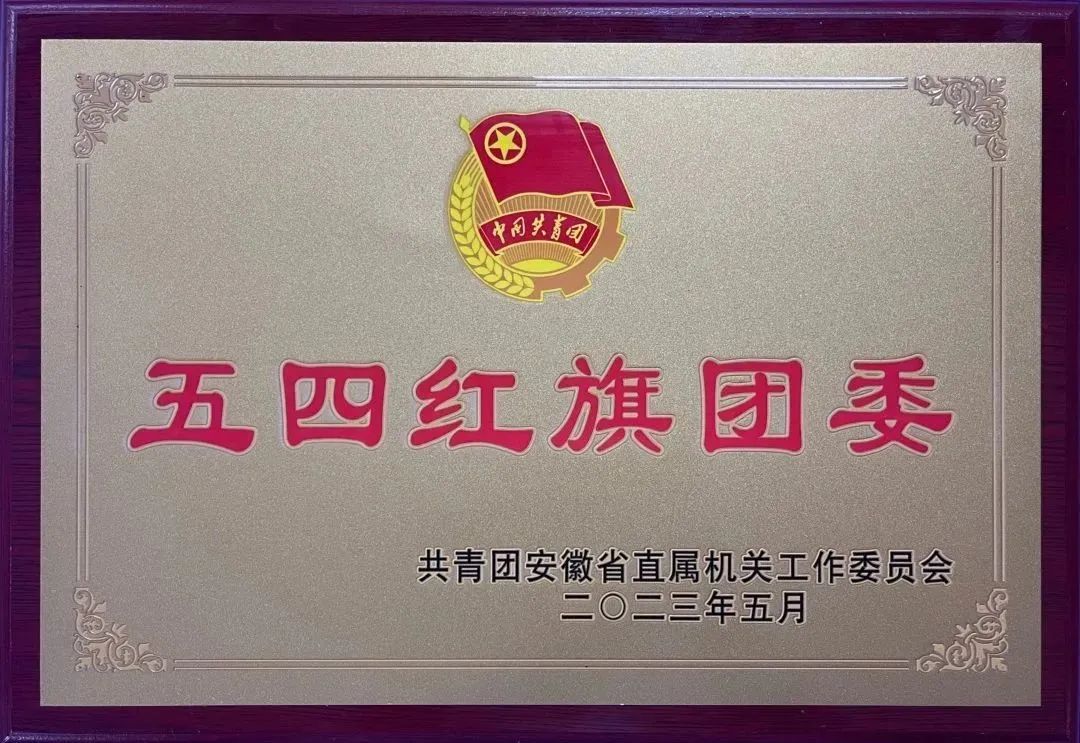 中国共青团
五四红旗团委
共青团安徽省直属机关工作委员会
二〇二三年五月